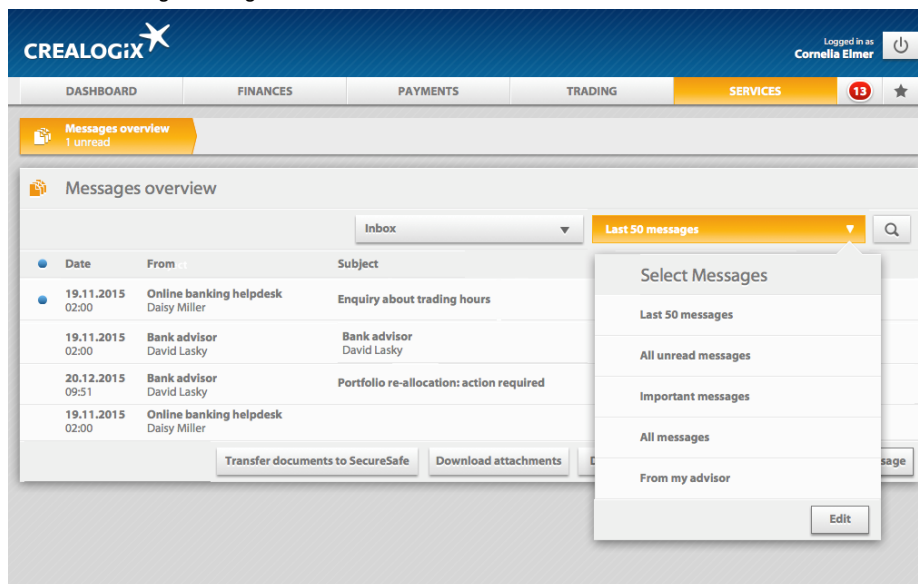 CREALOGiX
Logged in as
Cornelia Elmer
DASHBOARD FINANCES PAYMENTS TRADING SERVICES 13
Messages overview
1 unread
Messages overview
Inbox Last 50 messages
Date From Subject
19.11.2015 Online banking helpdesk Enquiry about trading hours
02:00 Daisy Miller
19.11.2015 Bank advisor Bank advisor
02:00 David Lasky David Lasky
20.12.2015 Bank advisor Portfolio re-allocation: action required
09:51 David Lasky
19.11.2015 Online banking helpdesk
02:00 Daisy Miller
Transfer documents to SecureSafe Download attachments
Select Messages
Last 50 messages
All unread messages
Important messages
All messages
From my advisor
Edit